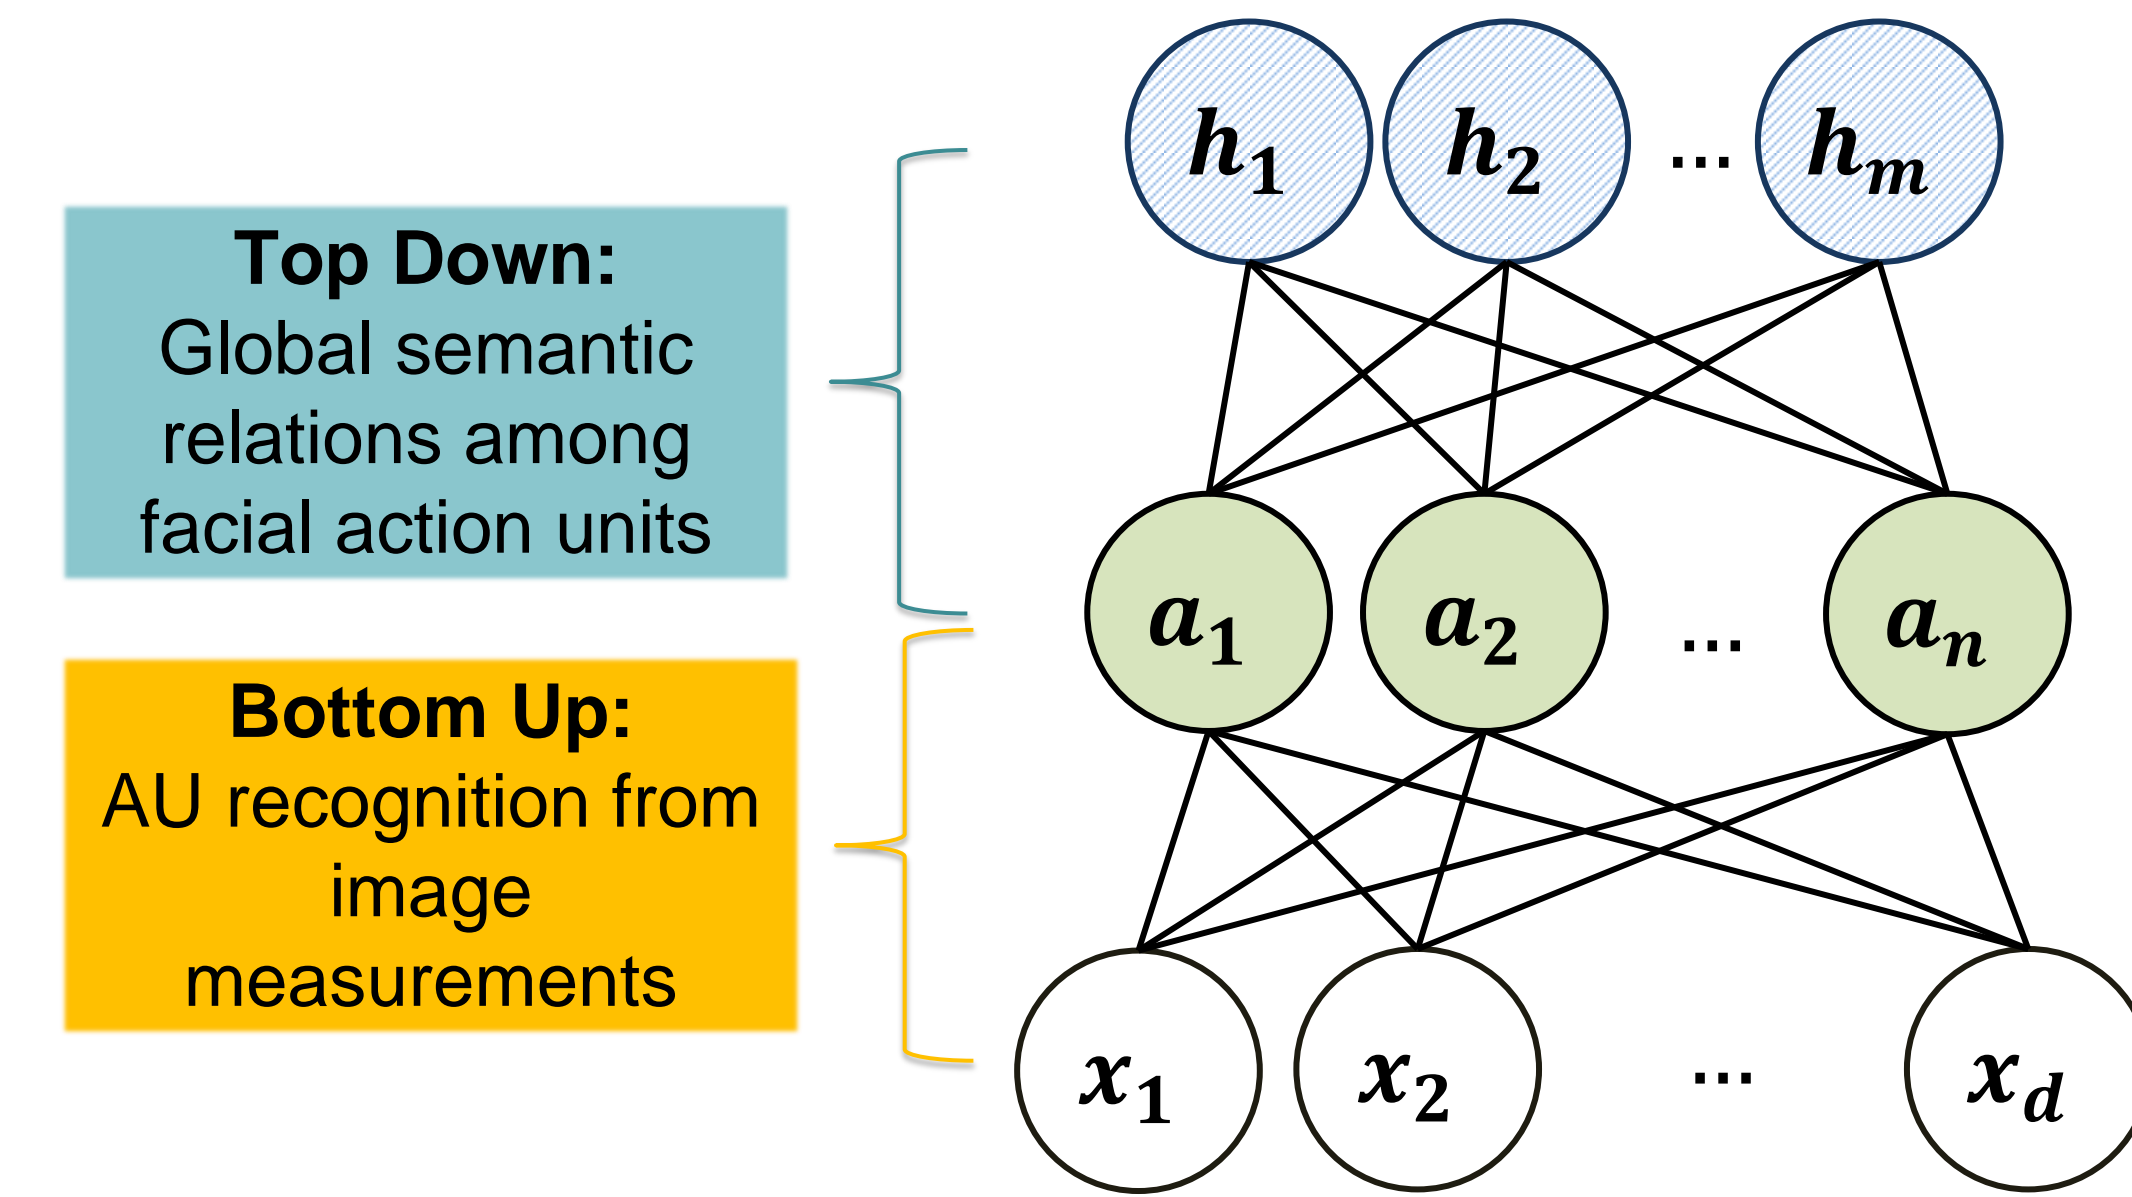 Top Down:
Global semantic
relations among
facial action units
Bottom Up:
AU recognition from
image
measurements
h1 h2 ... hm
a1 a2 ... an
x1 x2 ... xd